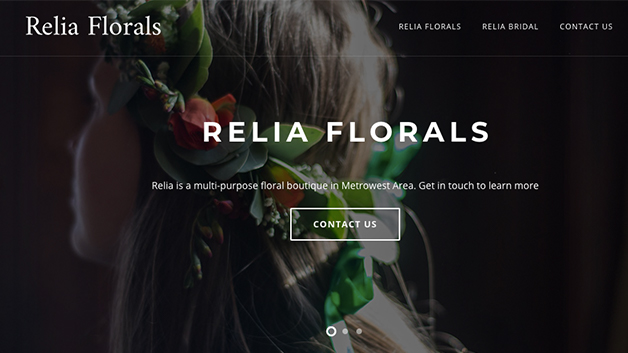 Relia Florals
RELIA FLORALS
RELIA BRIDAL
CONTACT US
RELIA FLORALS
Relia is a multi-purpose floral boutique in Metrowest Area. Get in touch to learn more
CONTACT US